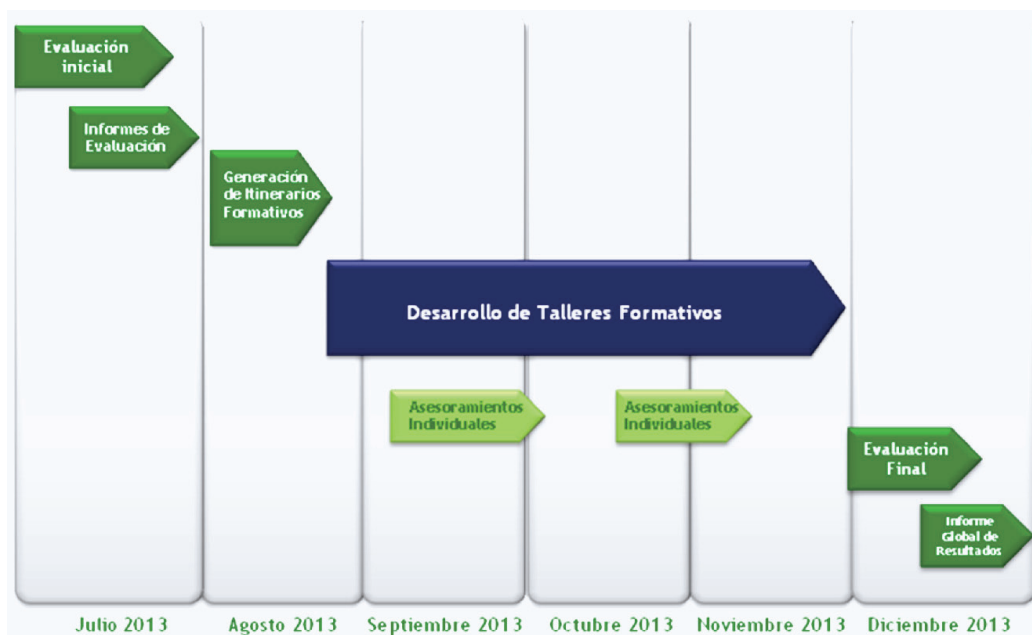 Evaluación
inicial
Informes de
Evaluación
Generación
de Itinerarios
Formativos
Desarrollo de Talleres Formativos
Asesoramientos
Individuales
Asesoramientos
Individuales
Evaluación
Final
Informe
Global de
Resultados
Julio 2013
Agosto 2013
Septiembre 2013
Octubre 2013
Noviembre 2013
Diciembre 2013